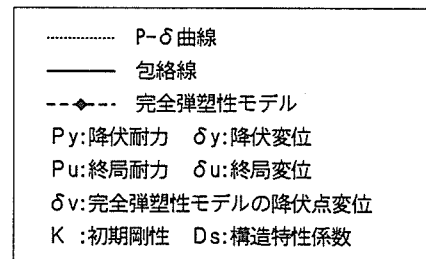 P-δ曲線
包絡線
完全弾塑性モデル
Py:降伏耐力 δy:降伏変位
Pu:終局耐力 δu:終局変位
δv:完全弾塑性モデルの降伏点変位
K :初期剛性 Ds:構造特性係数